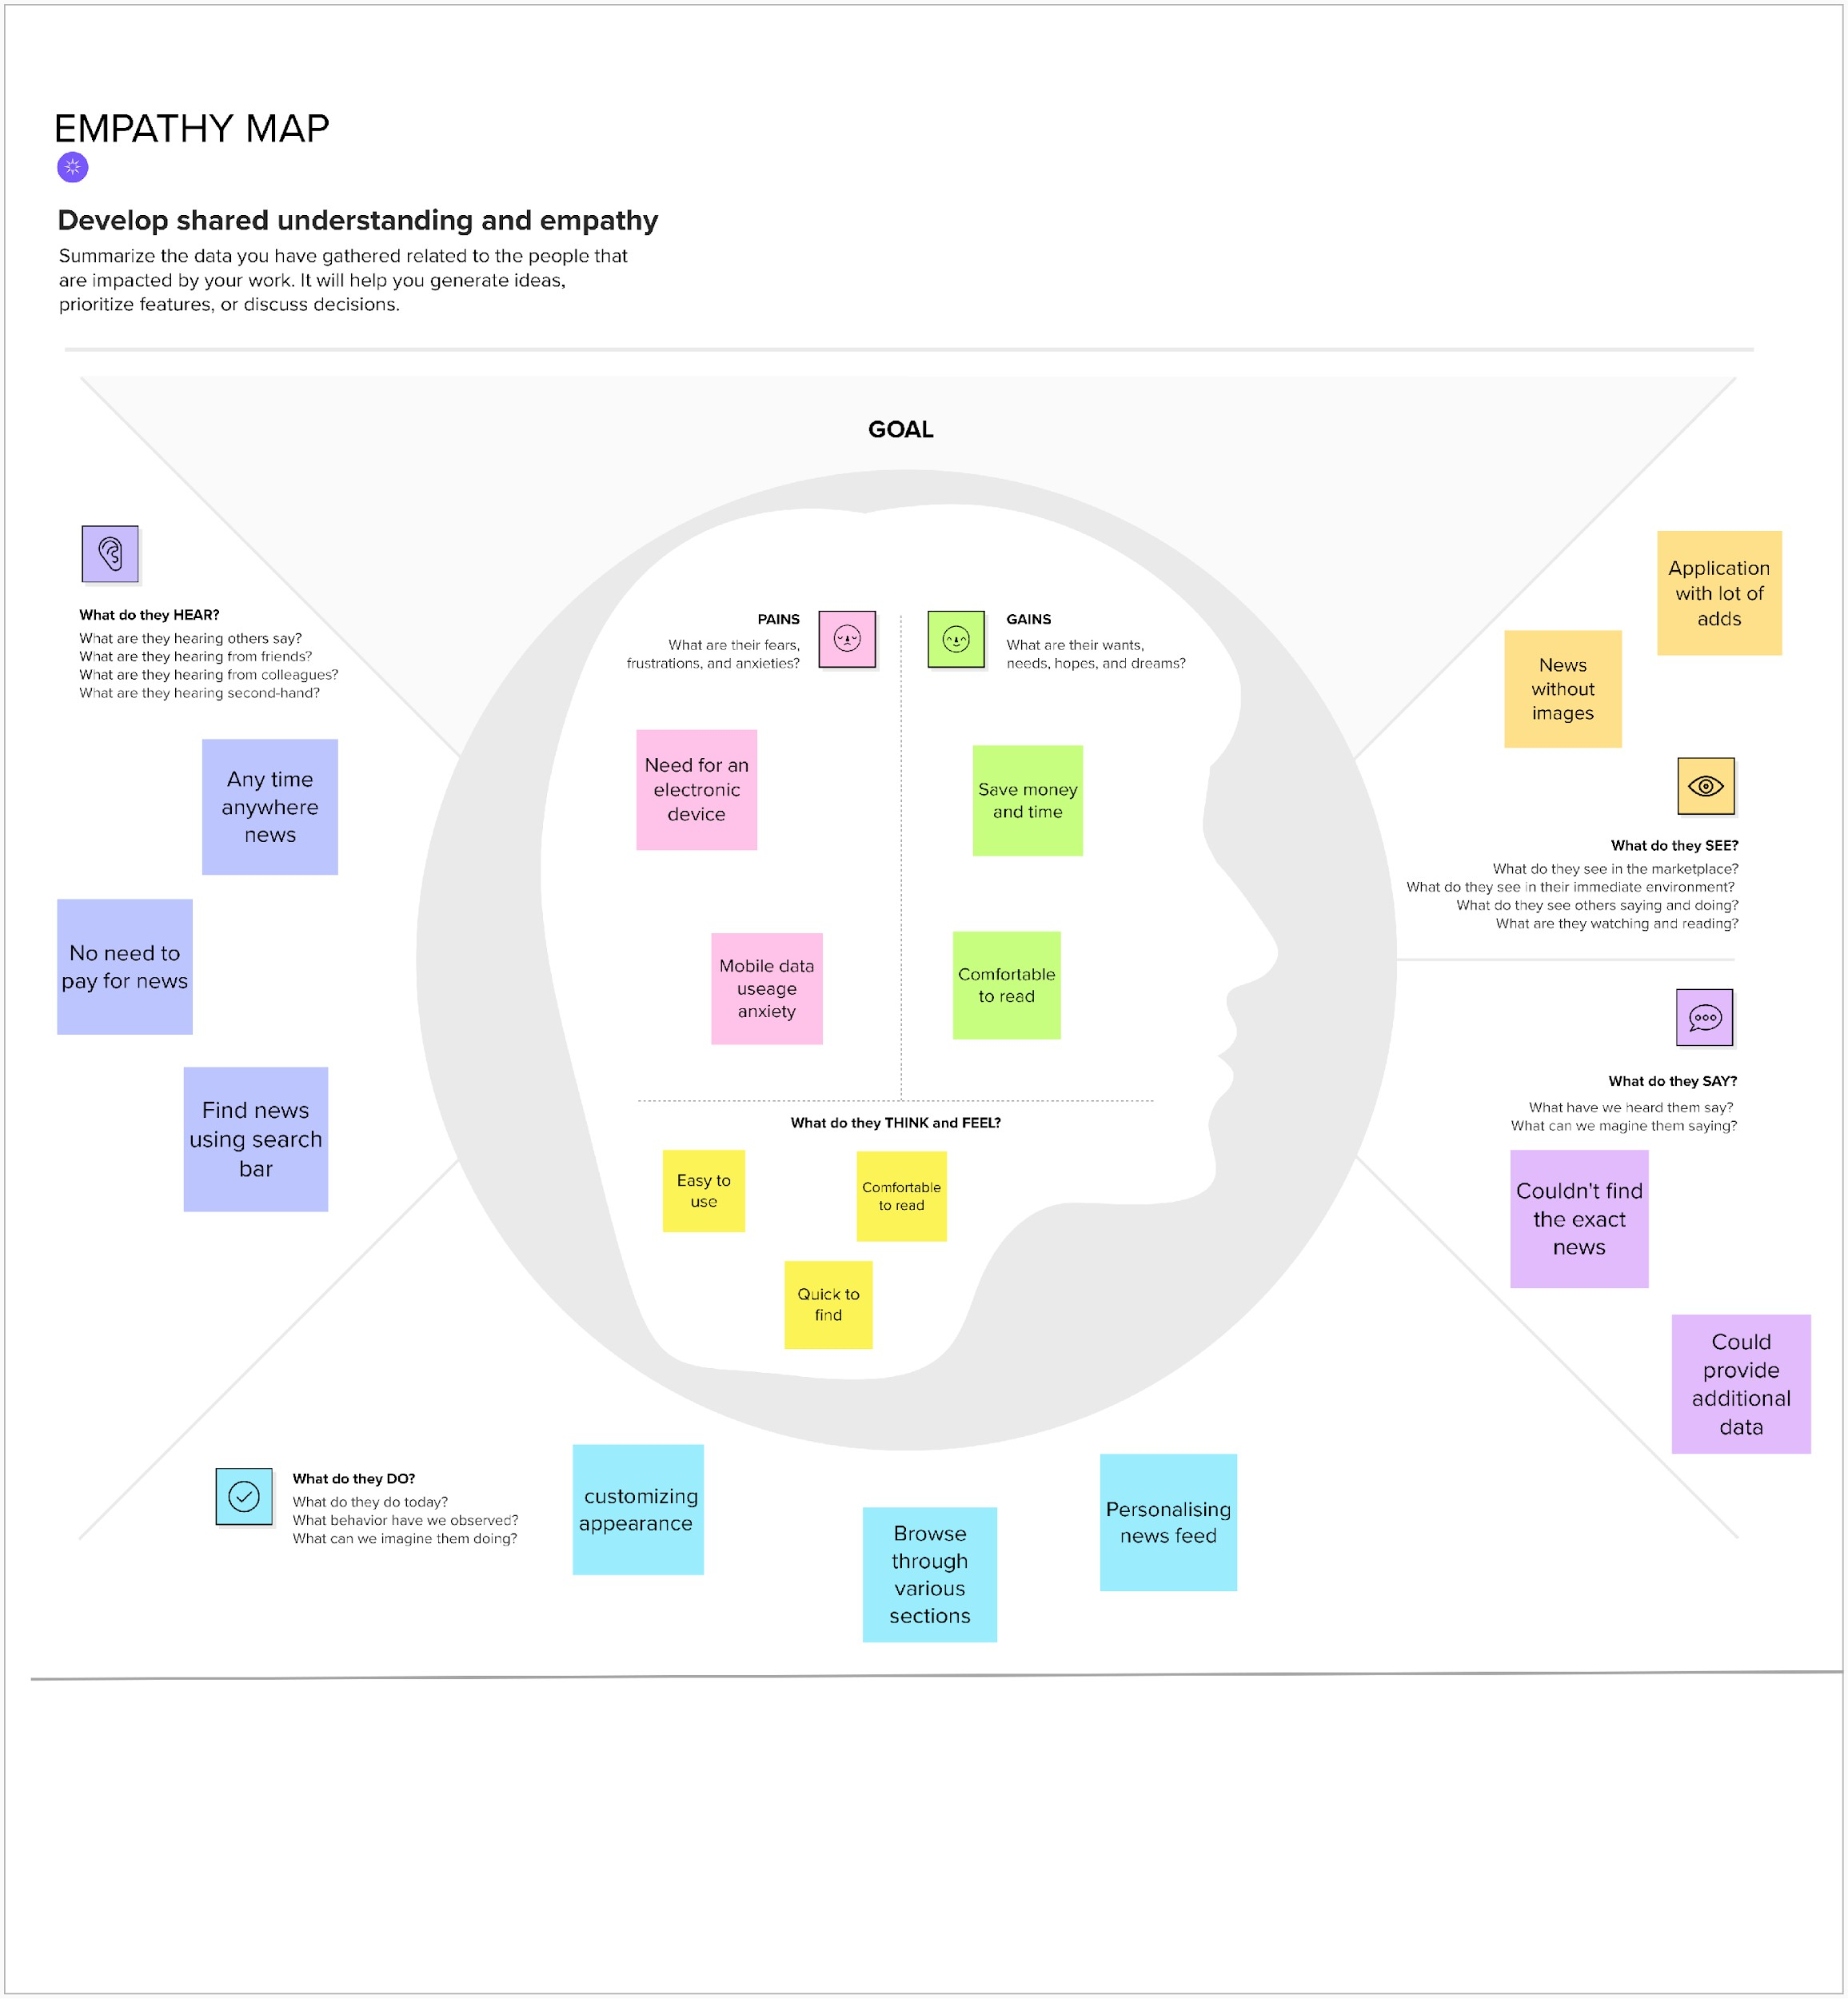 EMPATHY MAP
Develop shared understanding and empathy
Summarize the data you have gathered related to the people that
are impacted by your work. It will help you generate ideas,
prioritize features, or discuss decisions.
GOAL
What do they HEAR?
What are they hearing others say?
What are they hearing from friends?
What are they hearing from colleagues?
What are they hearing second-hand?
Any time
anywhere
news
No need to
pay for news
Find news
using search
bar
PAINS
What are their fears,
frustrations, and anxieties?
Need for an
electronic
device
Mobile data
useage
anxiety
GAINS
What are their wants,
needs, hopes, and dreams?
Save money
and time
Comfortable
to read
What do they THINK and FEEL?
Easy to
use
Comfortable
to read
Quick to
find
Application
with lot of
adds
News
without
images
What do they SEE?
What do they see in the marketplace?
What do they see in their immediate environment?
What do they see others saying and doing?
What are they watching and reading?
What do they SAY?
What have we heard them say?
What can we magine them saying?
Couldn't find
the exact
news
Could
provide
additional
data
What do they DO?
What do they do today?
What behavior have we observed?
What can we imagine them doing?
customizing
appearance
Browse
through
various
sections
Personalising
news feed